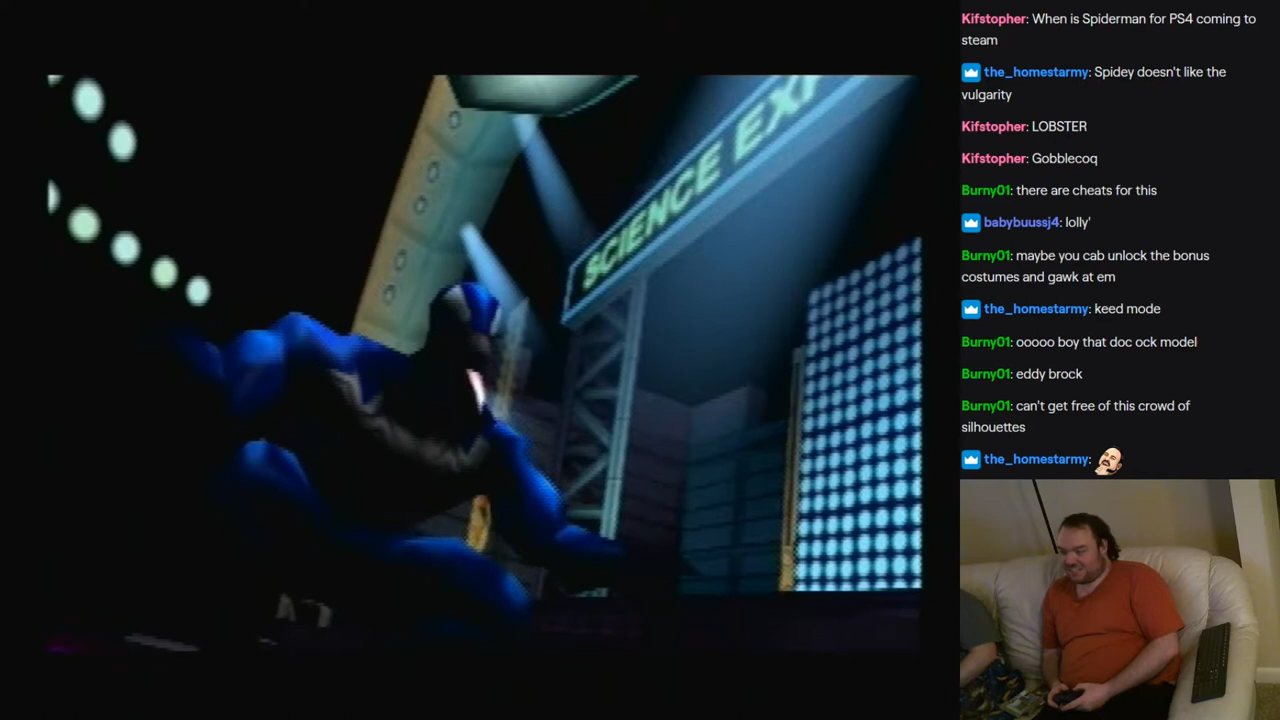 SCIENCE EXP
Kifstopher: When is Spiderman for PS4 coming to
steam
the_homestarmy: Spidey doesn't like the
vulgarity
Kifstopher: LOBSTER
Kifstopher: Gobblecoq
Burny01: there are cheats for this
babybuussj4: lolly'
Burny01: maybe you cab unlock the bonus
costumes and gawk at em
the_homestarmy: keed mode
Burny01: ooooo boy that doc ock model
Burny01: eddy brock
Burny01: can't get free of this crowd of
silhouettes
the_homestarmy: